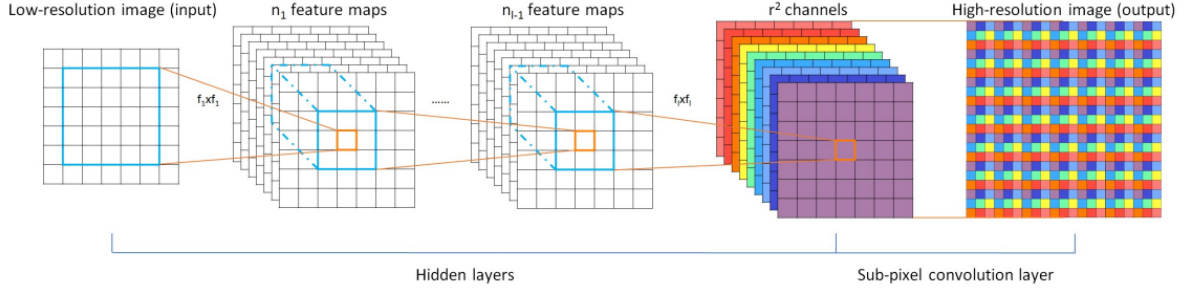 Low-resolution image (input)
n1 feature maps
nl-1 feature maps
r² channels
High-resolution image (output)
f1xf1
......
flxfl
Hidden layers
Sub-pixel convolution layer